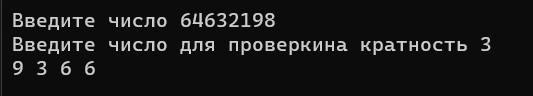 Введите число 64632198
Введите число для проверкина кратность 3
9 3 6 6